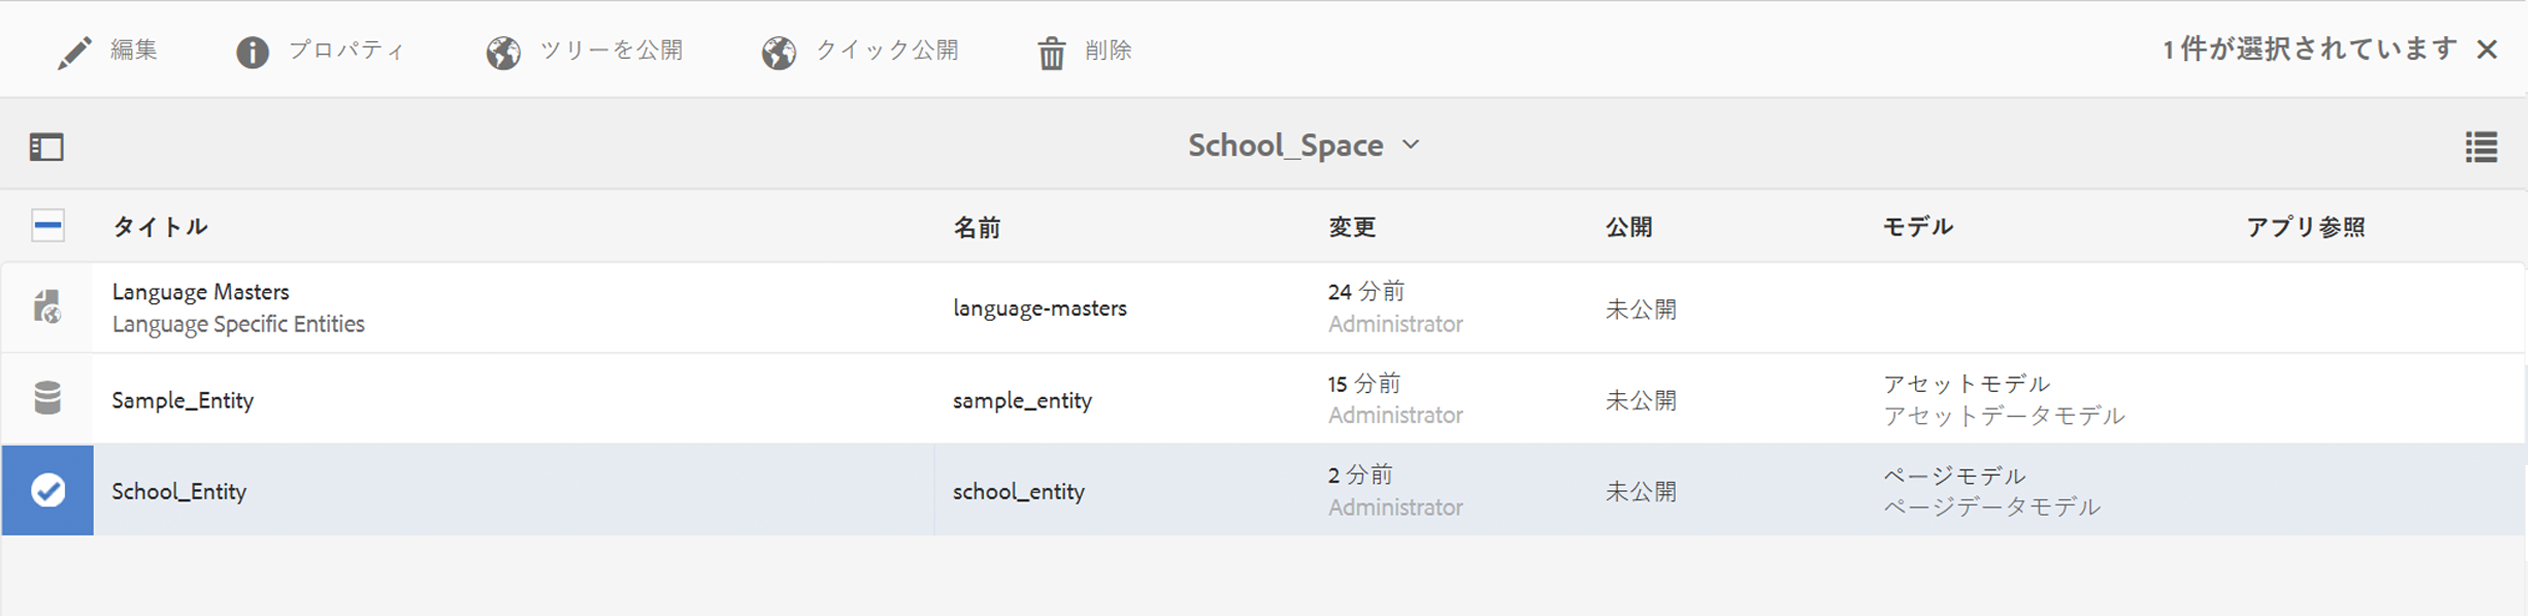 編集 プロパティ ツリーを公開 クイック公開 削除 1 件が選択されています
School_Space
タイトル 名前 変更 公開 モデル アプリ参照
Language Masters
Language Specific Entities
language-masters
24 分前
Administrator
未公開
Sample_Entity
sample_entity
15 分前
Administrator
未公開
アセットモデル
アセットデータモデル
School_Entity
school_entity
2 分前
Administrator
未公開
ページモデル
ページデータモデル